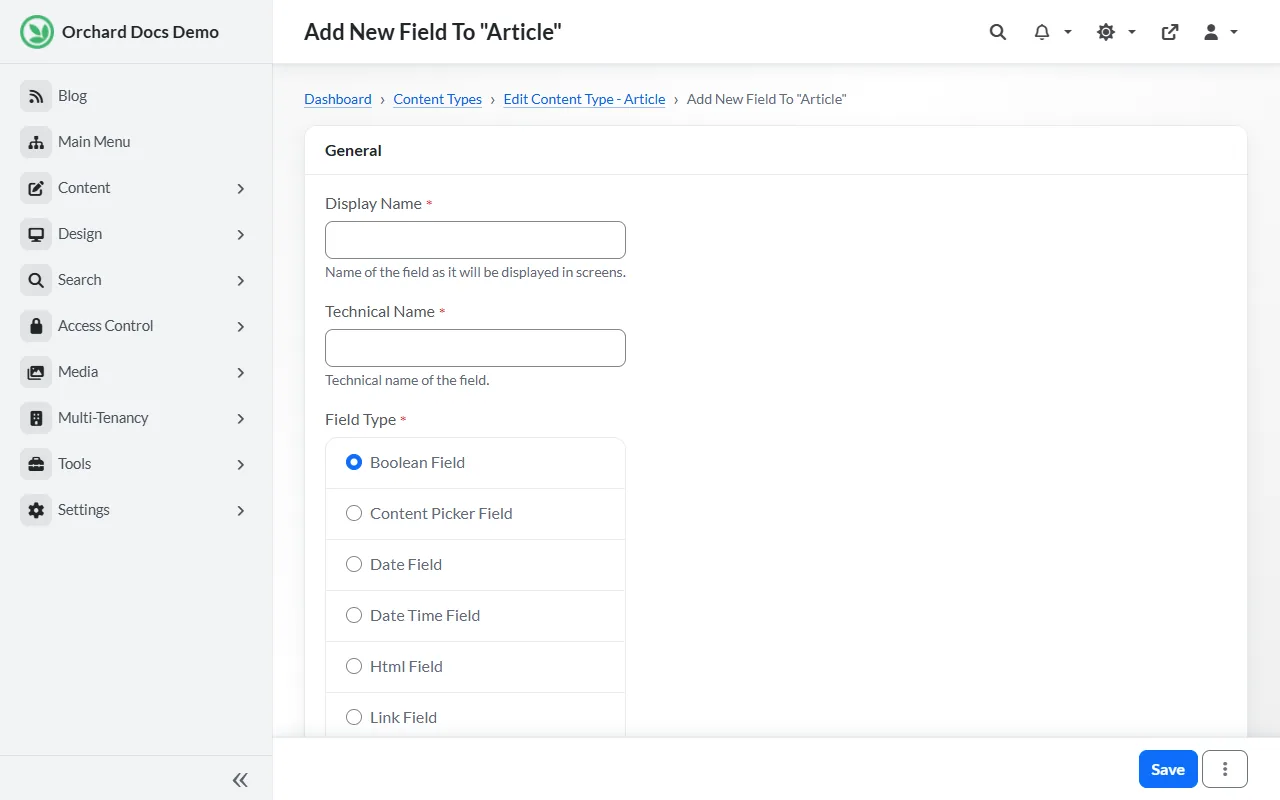 Orchard Docs Demo
Add New Field To "Article"
Blog
Main Menu
Content
Design
Search
Access Control
Media
Multi-Tenancy
Tools
Settings
Dashboard › Content Types › Edit Content Type - Article › Add New Field To "Article"
General
Display Name *
Name of the field as it will be displayed in screens.
Technical Name *
Technical name of the field.
Field Type *
Boolean Field
Content Picker Field
Date Field
Date Time Field
Html Field
Link Field
Save